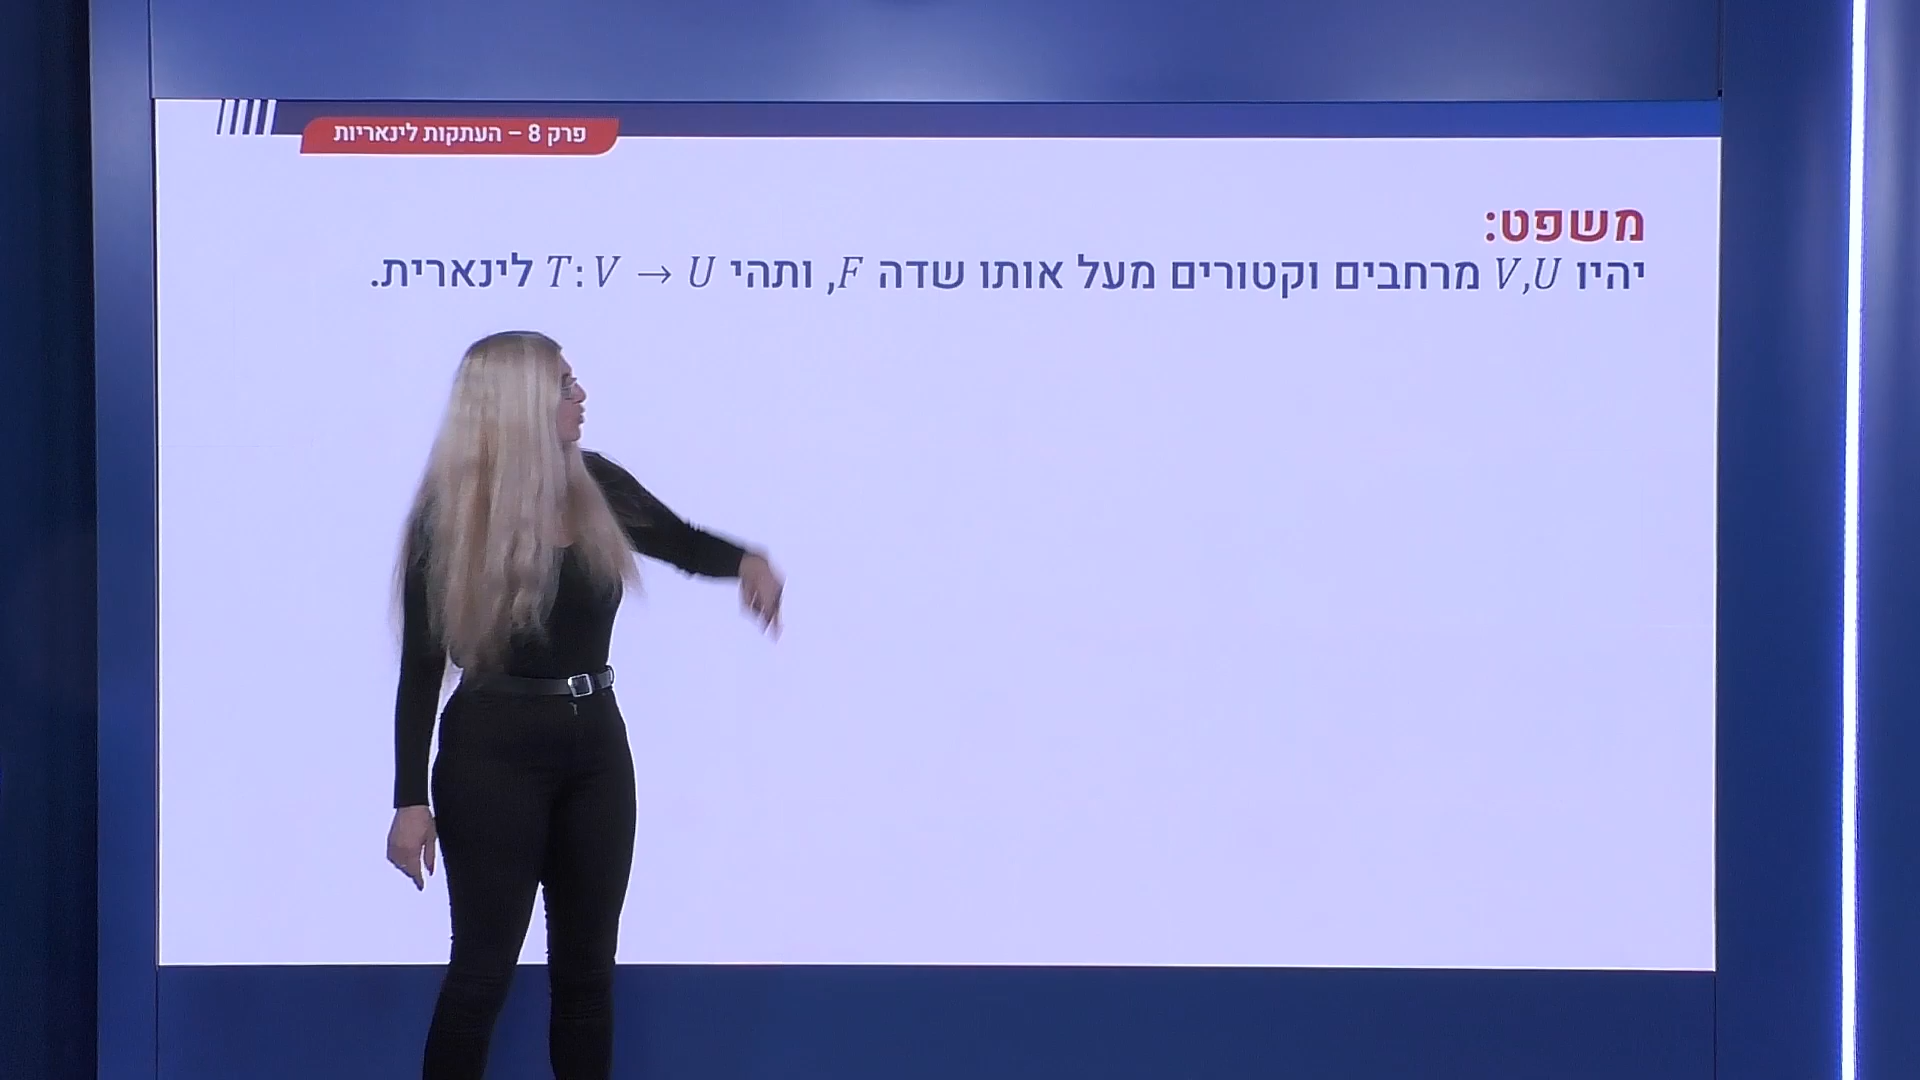 פרק 8 – העתקות לינאריות
משפט:
יהיו V,U מרחבים וקטורים מעל אותו שדה F, ותהי T: V → U לינארית.